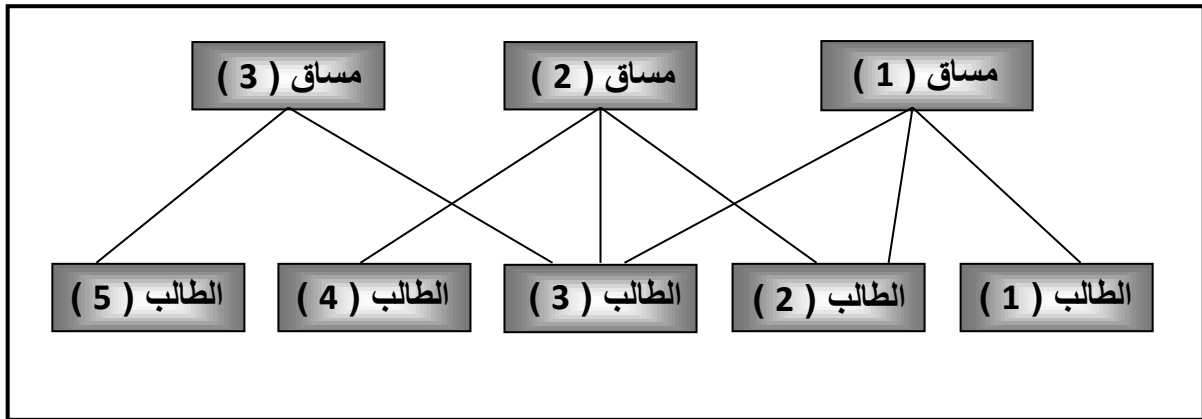 مساق ( 1 )
مساق ( 2 )
مساق ( 3 )
الطالب ( 1 )
الطالب ( 2 )
الطالب ( 3 )
الطالب ( 4 )
الطالب ( 5 )